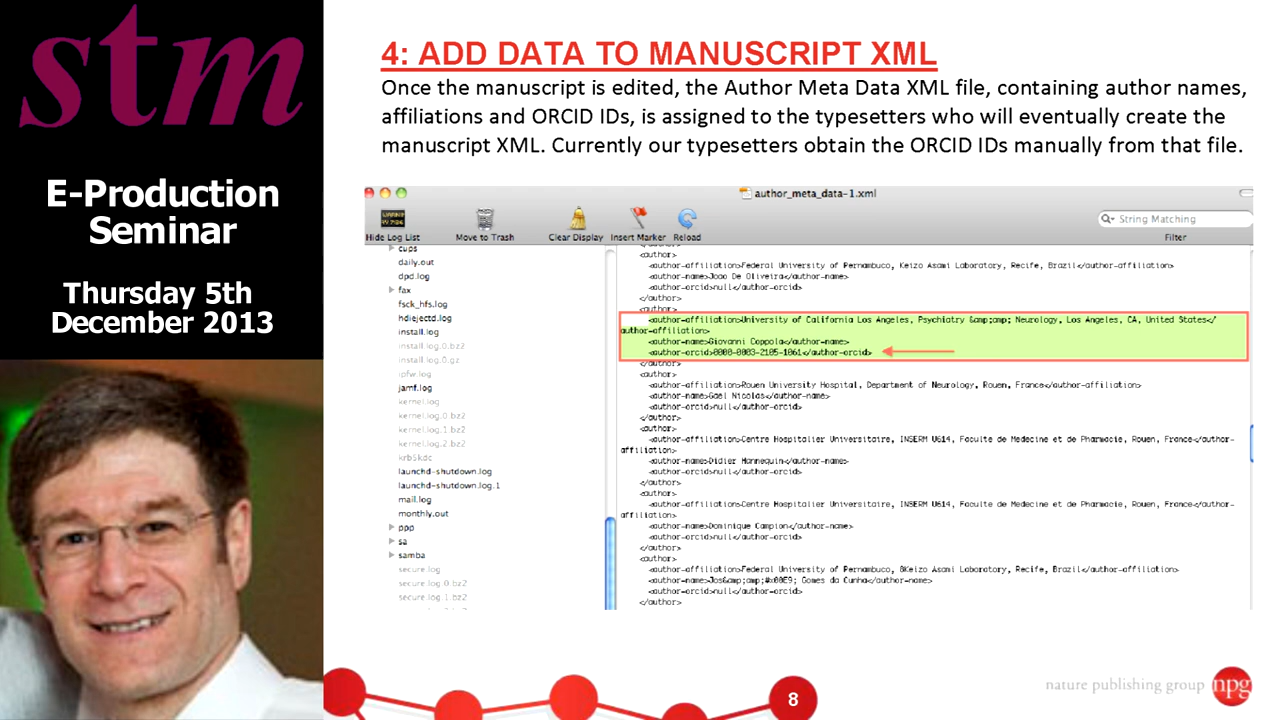 stm
E-Production
Seminar
Thursday 5th
December 2013
4: ADD DATA TO MANUSCRIPT XML
Once the manuscript is edited, the Author Meta Data XML file, containing author names,
affiliations and ORCID IDs, is assigned to the typesetters who will eventually create the
manuscript XML. Currently our typesetters obtain the ORCID IDs manually from that file.
author_meta_data-1.xml
Hide Log List
Move to Trash
Clear Display
Insert Marker
Reload
String Matching
Filter
cups
daily.out
dpd.log
fax
fsck_hfs.log
hdiejectd.log
install.log
install.log.0.bz2
install.log.0.gz
ipfw.log
jamf.log
kernel.log
kernel.log.0.bz2
kernel.log.1.bz2
kernel.log.2.bz2
krb5kdc
launchd-shutdown.log
launchd-shutdown.log.1
mail.log
monthly.out
ppp
sa
samba
secure.log
secure.log.0.bz2
secure.log.1.bz2
<author>
<author-affiliation>Federal University of Pernambuco, Keizo Asami Laboratory, Recife, Brazil</author-affiliation>
<author-name>Joao De Oliveira</author-name>
<author-orcid>null</author-orcid>
</author>
<author>
<author-affiliation>University of California Los Angeles, Psychiatry &amp;amp; Neurology, Los Angeles, CA, United States</
author-affiliation>
<author-name>Giovanni Coppola</author-name>
<author-orcid>0000-0003-2105-1061</author-orcid>
</author>
<author>
<author-affiliation>Rouen University Hospital, Department of Neurology, Rouen, France</author-affiliation>
<author-name>Gael Nicolas</author-name>
<author-orcid>null</author-orcid>
</author>
<author>
<author-affiliation>Centre Hospitalier Universitaire, INSERM U614, Faculte de Medecine et de Pharmacie, Rouen, France</author-
affiliation>
<author-name>Didier Hannequin</author-name>
<author-orcid>null</author-orcid>
</author>
<author>
<author-affiliation>Centre Hospitalier Universitaire, INSERM U614, Faculte de Medecine et de Pharmacie, Rouen, France</author-
affiliation>
<author-name>Dominique Campion</author-name>
<author-orcid>null</author-orcid>
</author>
<author>
<author-affiliation>Federal University of Pernambuco, 8Keizo Asami Laboratory, Recife, Brazil</author-affiliation>
<author-name>Jos&amp;amp;#x00E9; Gomes da Cunha</author-name>
<author-orcid>null</author-orcid>
</author>
8
nature publishing group npg